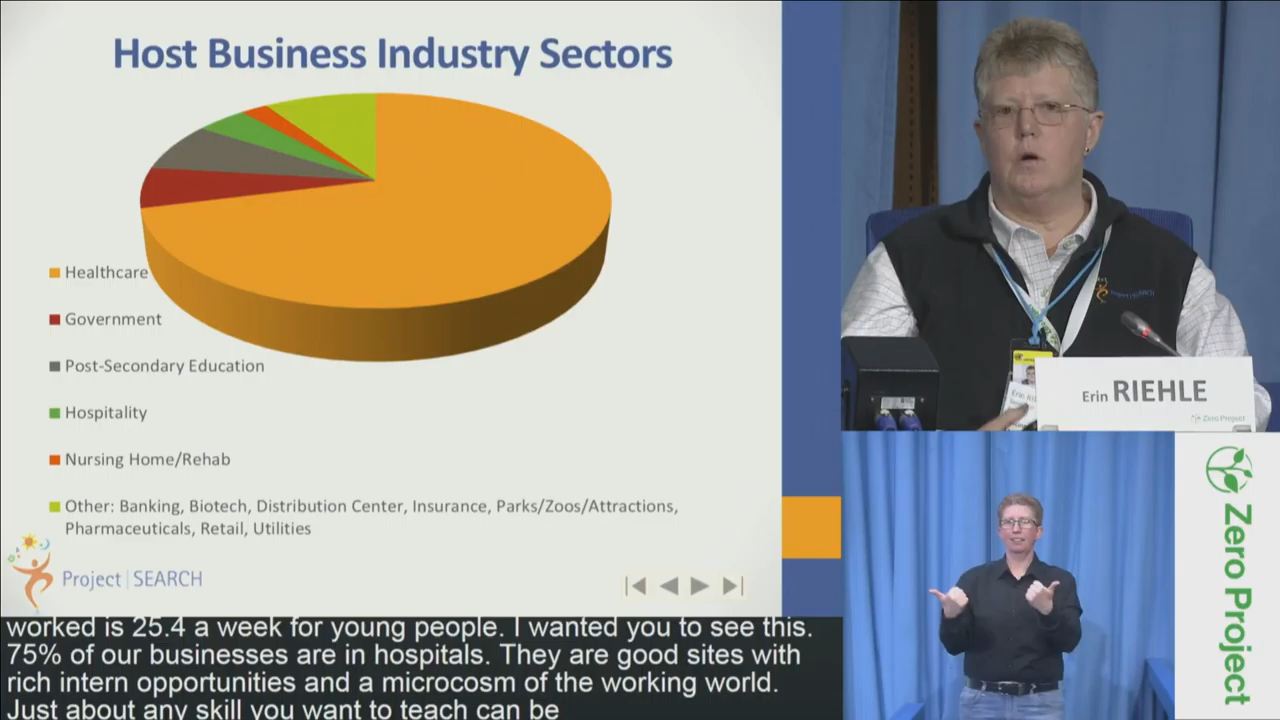 Host Business Industry Sectors
Healthcare
Government
Post-Secondary Education
Hospitality
Nursing Home/Rehab
Other: Banking, Biotech, Distribution Center, Insurance, Parks/Zoos/Attractions,
Pharmaceuticals, Retail, Utilities
Project | SEARCH
worked is 25.4 a week for young people. I wanted you to see this.
75% of our businesses are in hospitals. They are good sites with
rich intern opportunities and a microcosm of the working world.
Just about any skill you want to teach can be
Project SEARCH
Erin RIEHLE
Zero Project
Zero Project